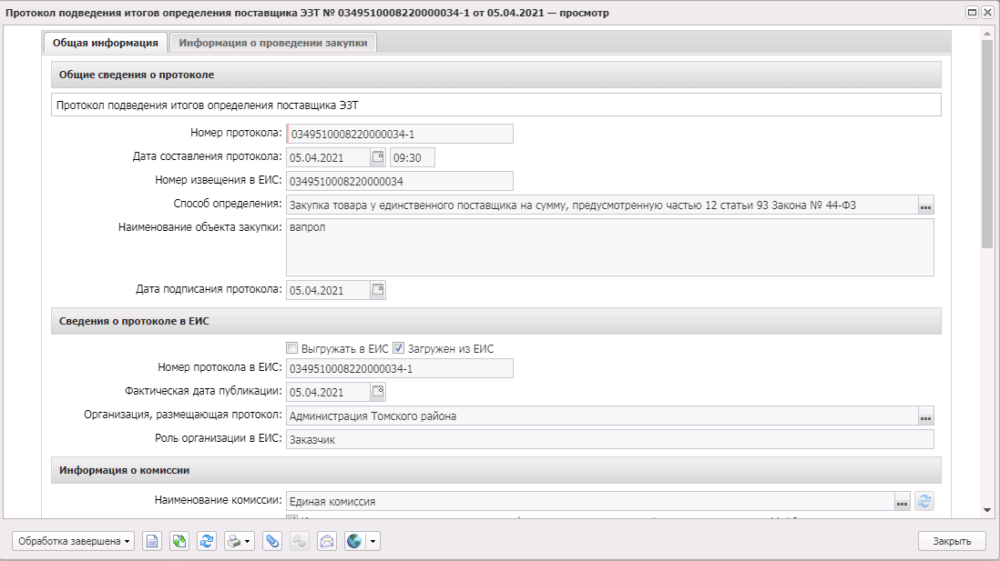 Протокол подведения итогов определения поставщика ЭЗТ № 0349510008220000034-1 от 05.04.2021 — просмотр
Общая информация Информация о проведении закупки
Общие сведения о протоколе
Протокол подведения итогов определения поставщика ЭЗТ
Номер протокола: 0349510008220000034-1
Дата составления протокола: 05.04.2021 09:30
Номер извещения в ЕИС: 0349510008220000034
Способ определения: Закупка товара у единственного поставщика на сумму, предусмотренную частью 12 статьи 93 Закона № 44-ФЗ ...
Наименование объекта закупки: вапрол
Дата подписания протокола: 05.04.2021
Сведения о протоколе в ЕИС
Выгружать в ЕИС Загружен из ЕИС
Номер протокола в ЕИС: 0349510008220000034-1
Фактическая дата публикации: 05.04.2021
Организация, размещающая протокол: Администрация Томского района ...
Роль организации в ЕИС: Заказчик
Информация о комиссии
Наименование комиссии: Единая комиссия ...
Обработка завершена Закрыть